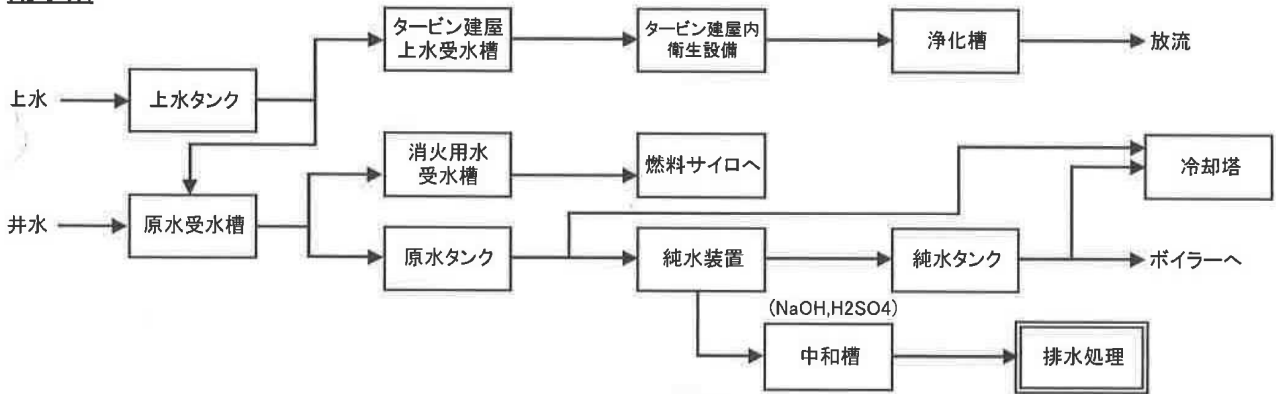 タービン建屋
上水受水槽
タービン建屋内
衛生設備
浄化槽
放流
上水
上水タンク
消火用水
受水槽
燃料サイロへ
冷却塔
井水
原水受水槽
原水タンク
純水装置
純水タンク
ボイラーへ
(NaOH,H2SO4)
中和槽
排水処理